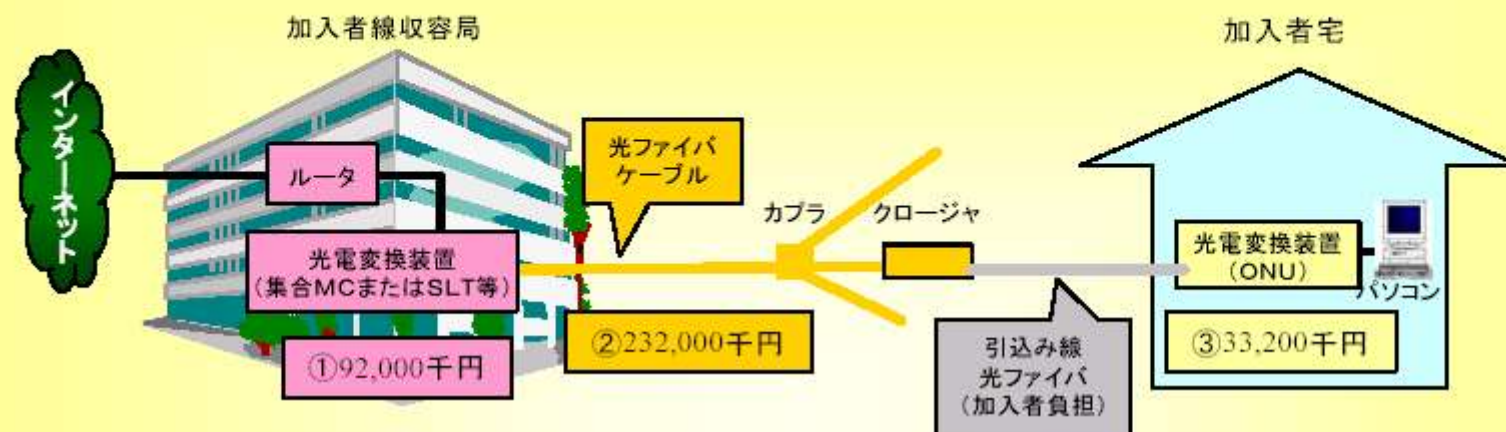 加入者線収容局
加入者宅
インターネット
ルータ
光ファイバ
ケーブル
カプラ
クロージャ
光電変換装置
(集合MCまたはSLT等)
光電変換装置
(ONU)
パソコン
①92,000千円
②232,000千円
引込み線
光ファイバ
(加入者負担)
③33,200千円